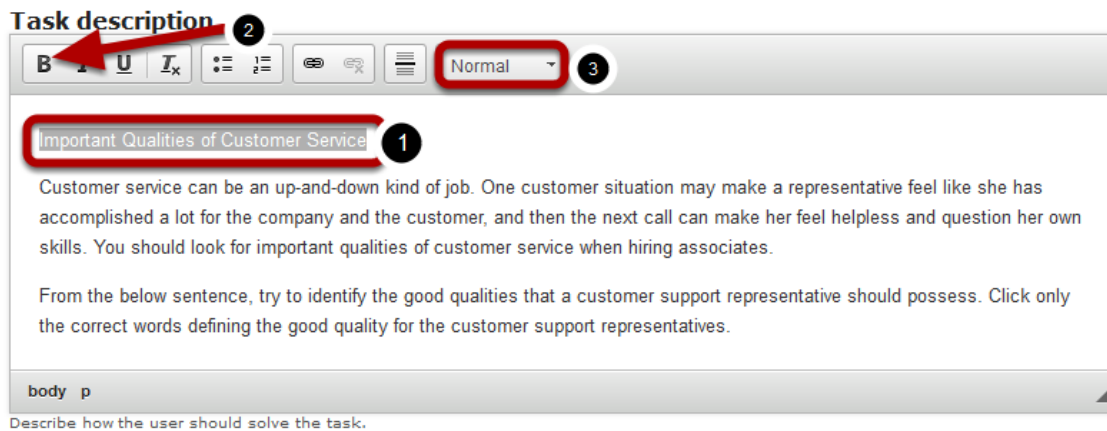 Task description
2
B I U Ix
Normal
3
Important Qualities of Customer Service
1
Customer service can be an up-and-down kind of job. One customer situation may make a representative feel like she has
accomplished a lot for the company and the customer, and then the next call can make her feel helpless and question her own
skills. You should look for important qualities of customer service when hiring associates.
From the below sentence, try to identify the good qualities that a customer support representative should possess. Click only
the correct words defining the good quality for the customer support representatives.
body p
Describe how the user should solve the task.